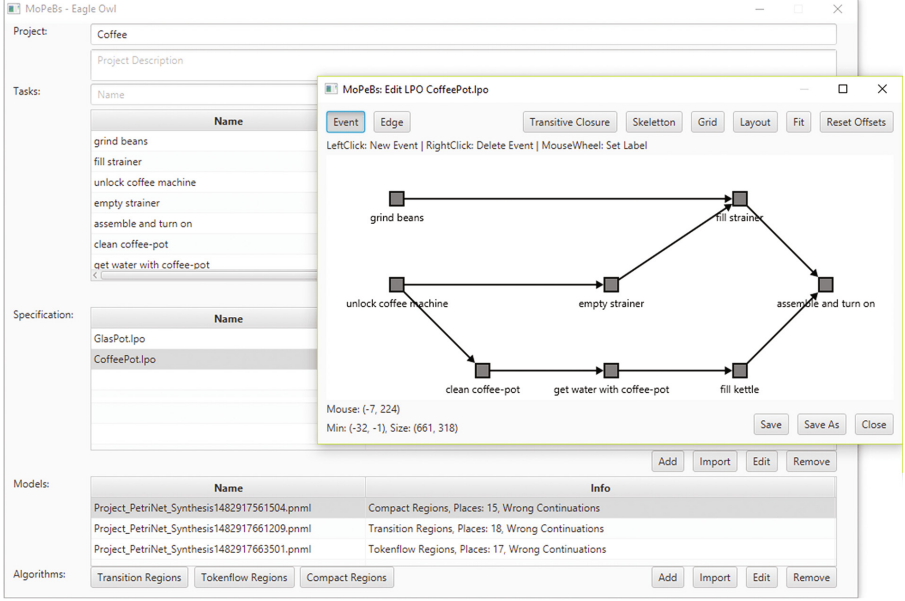 MoPeBs - Eagle Owl
Project:
Coffee
Project Description
Tasks:
Name
Name
grind beans
fill strainer
unlock coffee machine
empty strainer
assemble and turn on
clean coffee-pot
get water with coffee-pot
MoPeBs: Edit LPO CoffeePot.lpo
Event Edge Transitive Closure Skeletton Grid Layout Fit Reset Offsets
LeftClick: New Event | RightClick: Delete Event | MouseWheel: Set Label
grind beans
fill strainer
unlock coffee machine
empty strainer
assemble and turn on
clean coffee-pot
get water with coffee-pot
fill kettle
Mouse: (-7, 224)
Min: (-32, -1), Size: (661, 318)
Save Save As Close
Specification:
Name
GlasPot.lpo
CoffeePot.lpo
Add Import Edit Remove
Models:
Name Info
Project_PetriNet_Synthesis1482917561504.pnml Compact Regions, Places: 15, Wrong Continuations
Project_PetriNet_Synthesis1482917661209.pnml Transition Regions, Places: 18, Wrong Continuations
Project_PetriNet_Synthesis1482917663501.pnml Tokenflow Regions, Places: 17, Wrong Continuations
Algorithms:
Transition Regions Tokenflow Regions Compact Regions Add Import Edit Remove